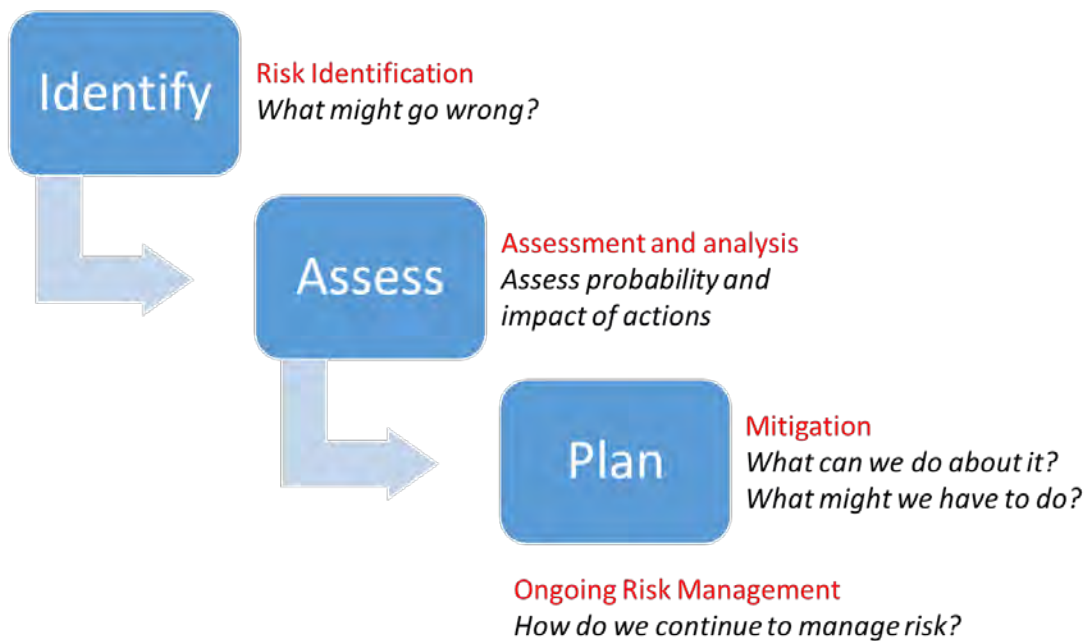 Identify
Risk Identification
What might go wrong?
Assess
Assessment and analysis
Assess probability and
impact of actions
Plan
Mitigation
What can we do about it?
What might we have to do?
Ongoing Risk Management
How do we continue to manage risk?